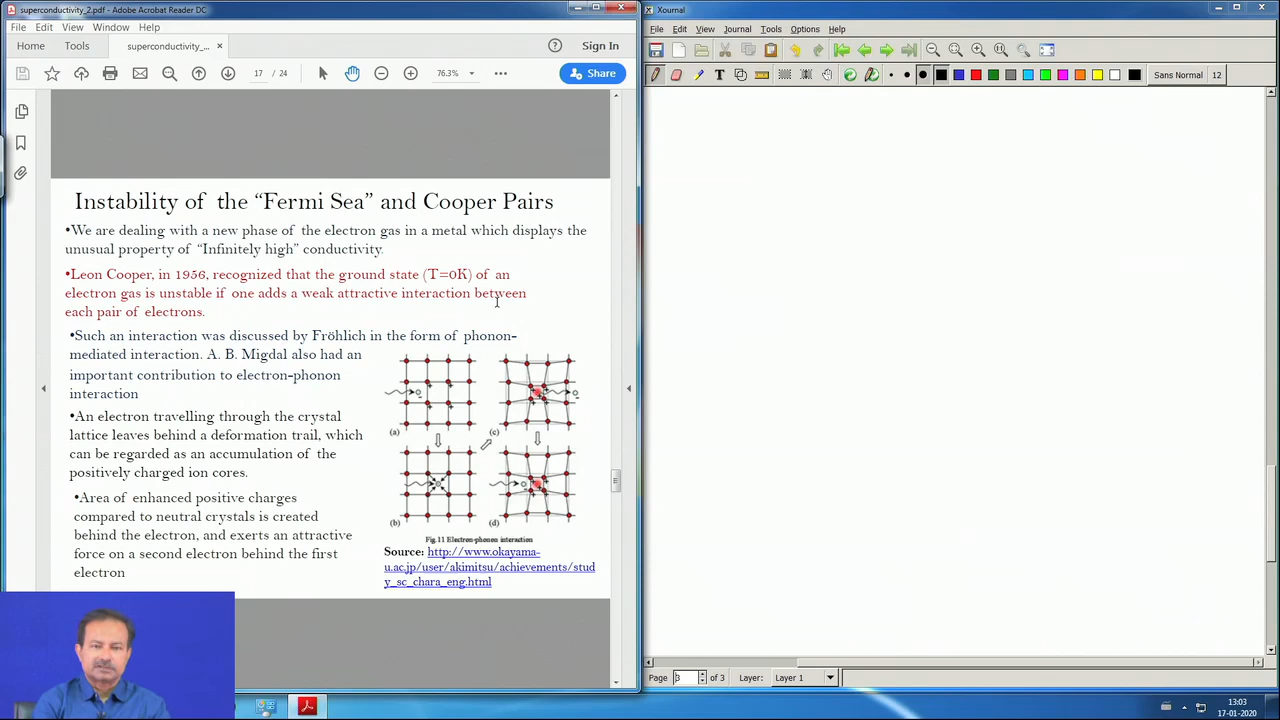 superconductivity_2.pdf - Adobe Acrobat Reader DC
File Edit View Window Help
Home Tools superconductivity_... × Sign In
17 / 24 76.3% Share
Instability of the “Fermi Sea” and Cooper Pairs
•We are dealing with a new phase of the electron gas in a metal which displays the
unusual property of “Infinitely high” conductivity.
•Leon Cooper, in 1956, recognized that the ground state (T=0K) of an
electron gas is unstable if one adds a weak attractive interaction between
each pair of electrons.
•Such an interaction was discussed by Fröhlich in the form of phonon-
mediated interaction. A. B. Migdal also had an
important contribution to electron-phonon
interaction
•An electron travelling through the crystal
lattice leaves behind a deformation trail, which
can be regarded as an accumulation of the
positively charged ion cores.
•Area of enhanced positive charges
compared to neutral crystals is created
behind the electron, and exerts an attractive
force on a second electron behind the first
electron
(a) (c)
(b) (d)
Fig.11 Electron-phonon interaction
Source: http://www.okayama-
u.ac.jp/user/akimitsu/achievements/stud
y_sc_chara_eng.html
Xournal
File Edit View Journal Tools Options Help
Sans Normal 12
Page 3 of 3 Layer: Layer 1
13:03
17-01-2020